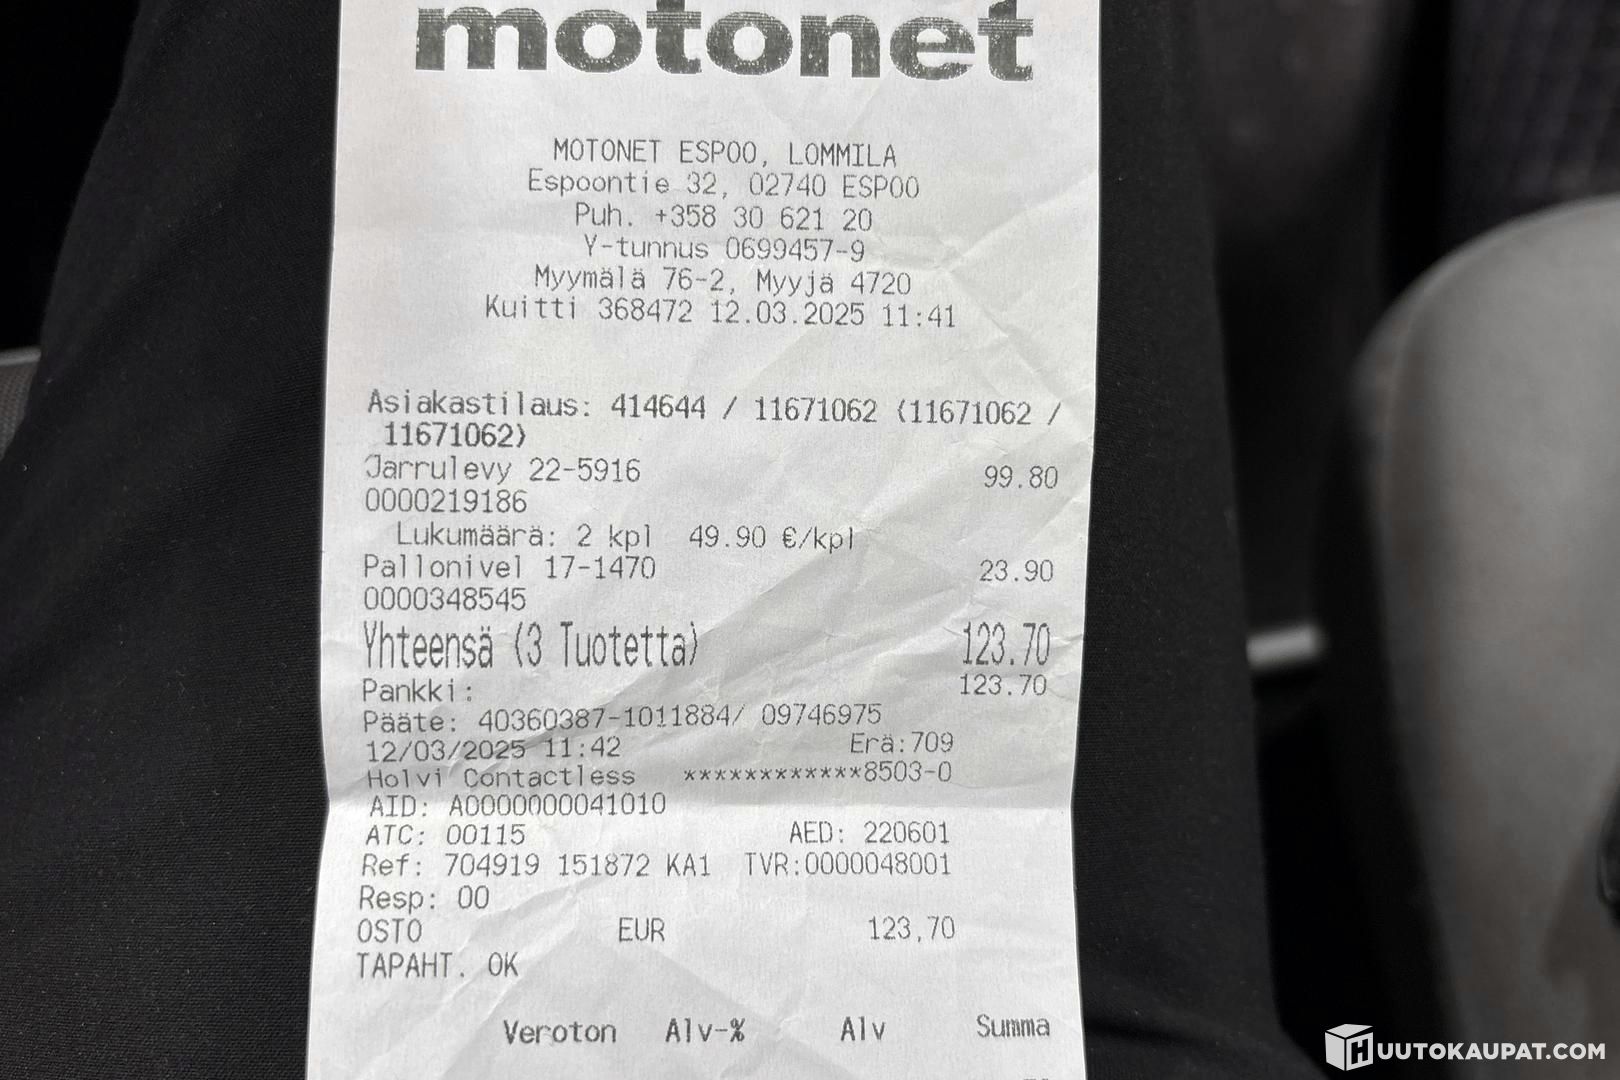 motonet
MOTONET ESPOO, LOMMILA
Espoontie 32, 02740 ESPOO
Puh. +358 30 621 20
Y-tunnus 0699457-9
Myymälä 76-2, Myyjä 4720
Kuitti 368472 12.03.2025 11:41
Asiakastilaus: 414644 / 11671062 (11671062 /
11671062)
Jarrulevy 22-5916 99.80
0000219186
Lukumäärä: 2 kpl 49.90 €/kpl
Pallonivel 17-1470 23.90
0000348545
Yhteensä (3 Tuotetta) 123.70
Pankki: 123.70
Pääte: 40360387-1011884/ 09746975
12/03/2025 11:42 Erä:709
Holvi Contactless ************8503-0
AID: A0000000041010
ATC: 00115 AED: 220601
Ref: 704919 151872 KA1 TVR:0000048001
Resp: 00
OSTO EUR 123,70
TAPAHT. OK
Veroton Alv-% Alv Summa
HUUTOKAUPAT.COM